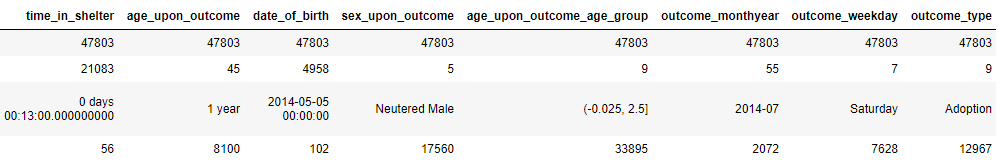 time_in_shelter age_upon_outcome date_of_birth sex_upon_outcome age_upon_outcome_age_group outcome_monthyear outcome_weekday outcome_type
47803 47803 47803 47803 47803 47803 47803 47803
21083 45 4958 5 9 55 7 9
0 days 00:13:00.000000000 1 year 2014-05-05 00:00:00 Neutered Male (-0.025, 2.5] 2014-07 Saturday Adoption
56 8100 102 17560 33895 2072 7628 12967